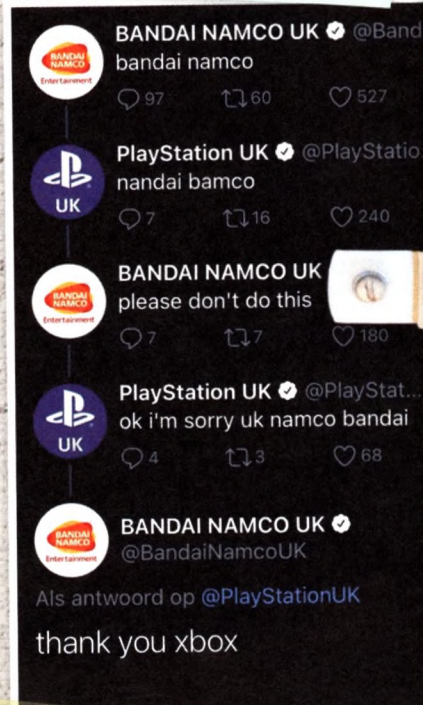 BANDAI NAMCO UK @Band
bandai namco
97 60 527
PlayStation UK @PlayStatio
nandai bamco
7 16 240
BANDAI NAMCO UK
please don't do this
7 7 180
PlayStation UK @PlayStat...
ok i'm sorry uk namco bandai
4 3 68
BANDAI NAMCO UK
@BandaiNamcoUK
Als antwoord op @PlayStationUK
thank you xbox
BANDAI
NAMCO
Entertainment
UK
BANDAI
NAMCO
Entertainment
UK
BANDAI
NAMCO
Entertainment